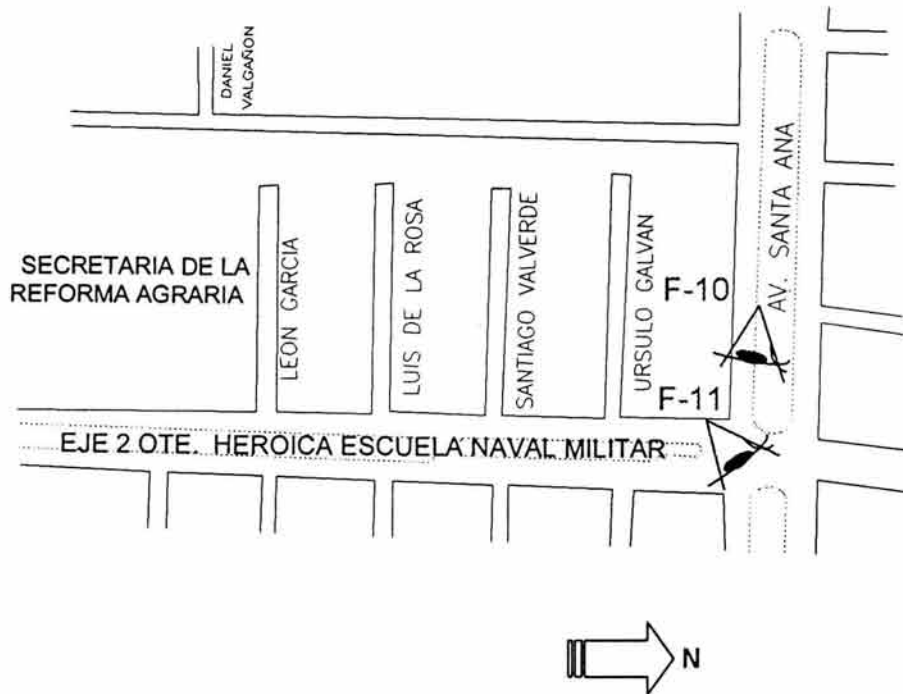 DANIEL
VALGAÑON
AV. SANTA ANA
SECRETARIA DE LA
REFORMA AGRARIA
LEON GARCIA
LUIS DE LA ROSA
SANTIAGO VALVERDE
URSULO GALVAN
F-10
F-11
EJE 2 OTE. HEROICA ESCUELA NAVAL MILITAR
N